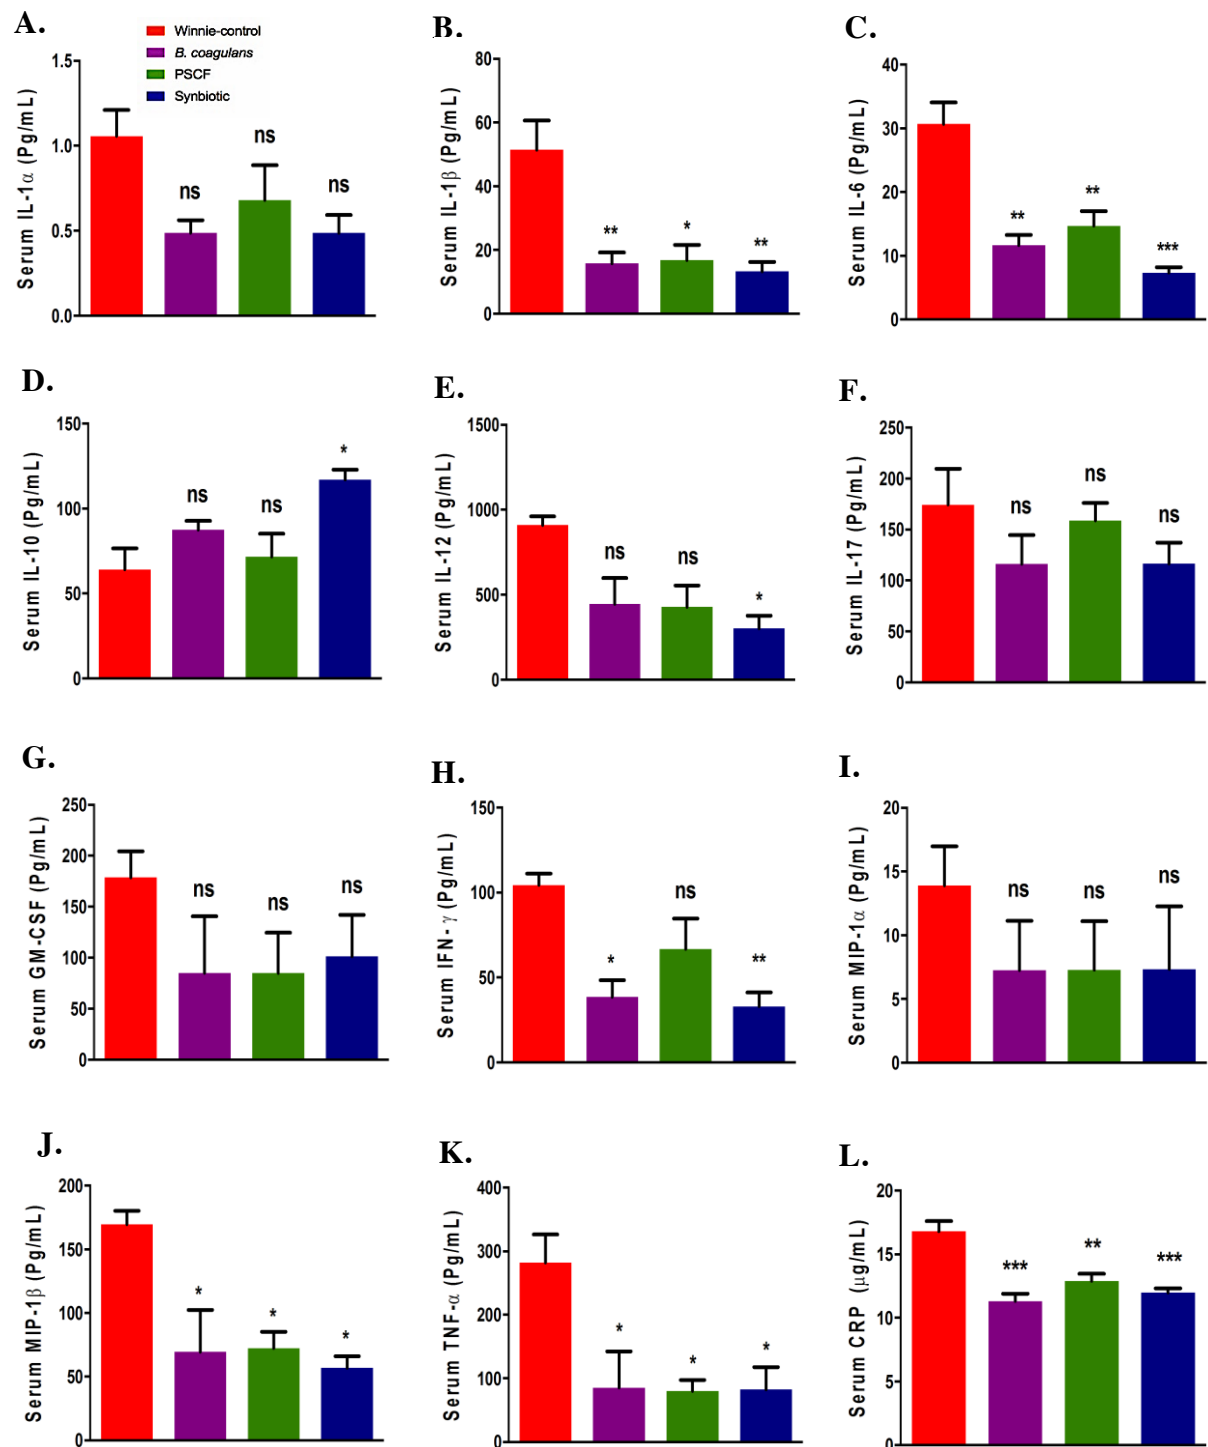 A.
Winnie-control
B. coagulans
PSCF
Synbiotic
Serum IL-1α (Pg/mL)
1.5
1.0
0.5
0.0
ns
ns
ns
B.
Serum IL-1β (Pg/mL)
80
60
40
20
0
**
*
**
C.
Serum IL-6 (Pg/mL)
40
30
20
10
0
**
**
***
D.
Serum IL-10 (Pg/mL)
150
100
50
0
ns
ns
*
E.
Serum IL-12 (Pg/mL)
1500
1000
500
0
ns
ns
*
F.
Serum IL-17 (Pg/mL)
250
200
150
100
50
0
ns
ns
ns
G.
Serum GM-CSF (Pg/mL)
250
200
150
100
50
0
ns
ns
ns
H.
Serum IFN- γ (Pg/mL)
150
100
50
0
*
ns
**
I.
Serum MIP-1α (Pg/mL)
20
15
10
5
0
ns
ns
ns
J.
Serum MIP-1β (Pg/mL)
200
150
100
50
0
*
*
*
K.
Serum TNF-α (Pg/mL)
400
300
200
100
0
*
*
*
L.
Serum CRP (µg/mL)
20
15
10
5
0
***
**
***